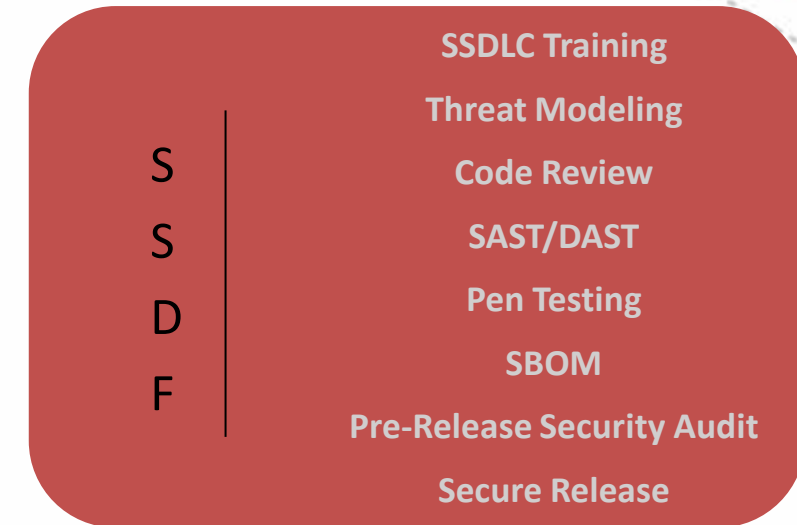 S
S
D
F
SSDLC Training
Threat Modeling
Code Review
SAST/DAST
Pen Testing
SBOM
Pre-Release Security Audit
Secure Release